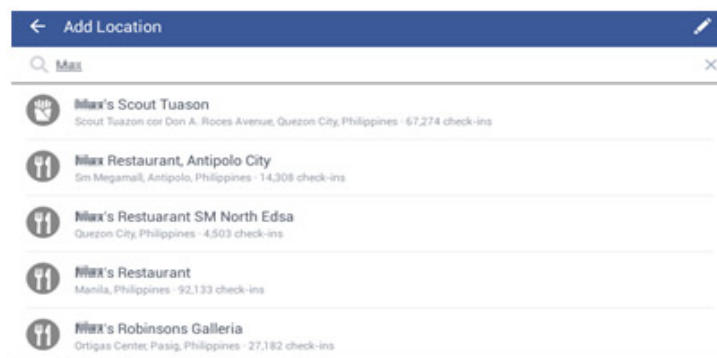 Add Location
Max
Max's Scout Tuason
Scout Tuazon cor Don A. Roces Avenue, Quezon City, Philippines · 67,274 check-ins
Max Restaurant, Antipolo City
Sm Megamall, Antipolo, Philippines · 14,308 check-ins
Max's Restuarant SM North Edsa
Quezon City, Philippines · 4,503 check-ins
Max's Restaurant
Manila, Philippines · 92,133 check-ins
Max's Robinsons Galleria
Ortigas Center, Pasig, Philippines · 27,182 check-ins